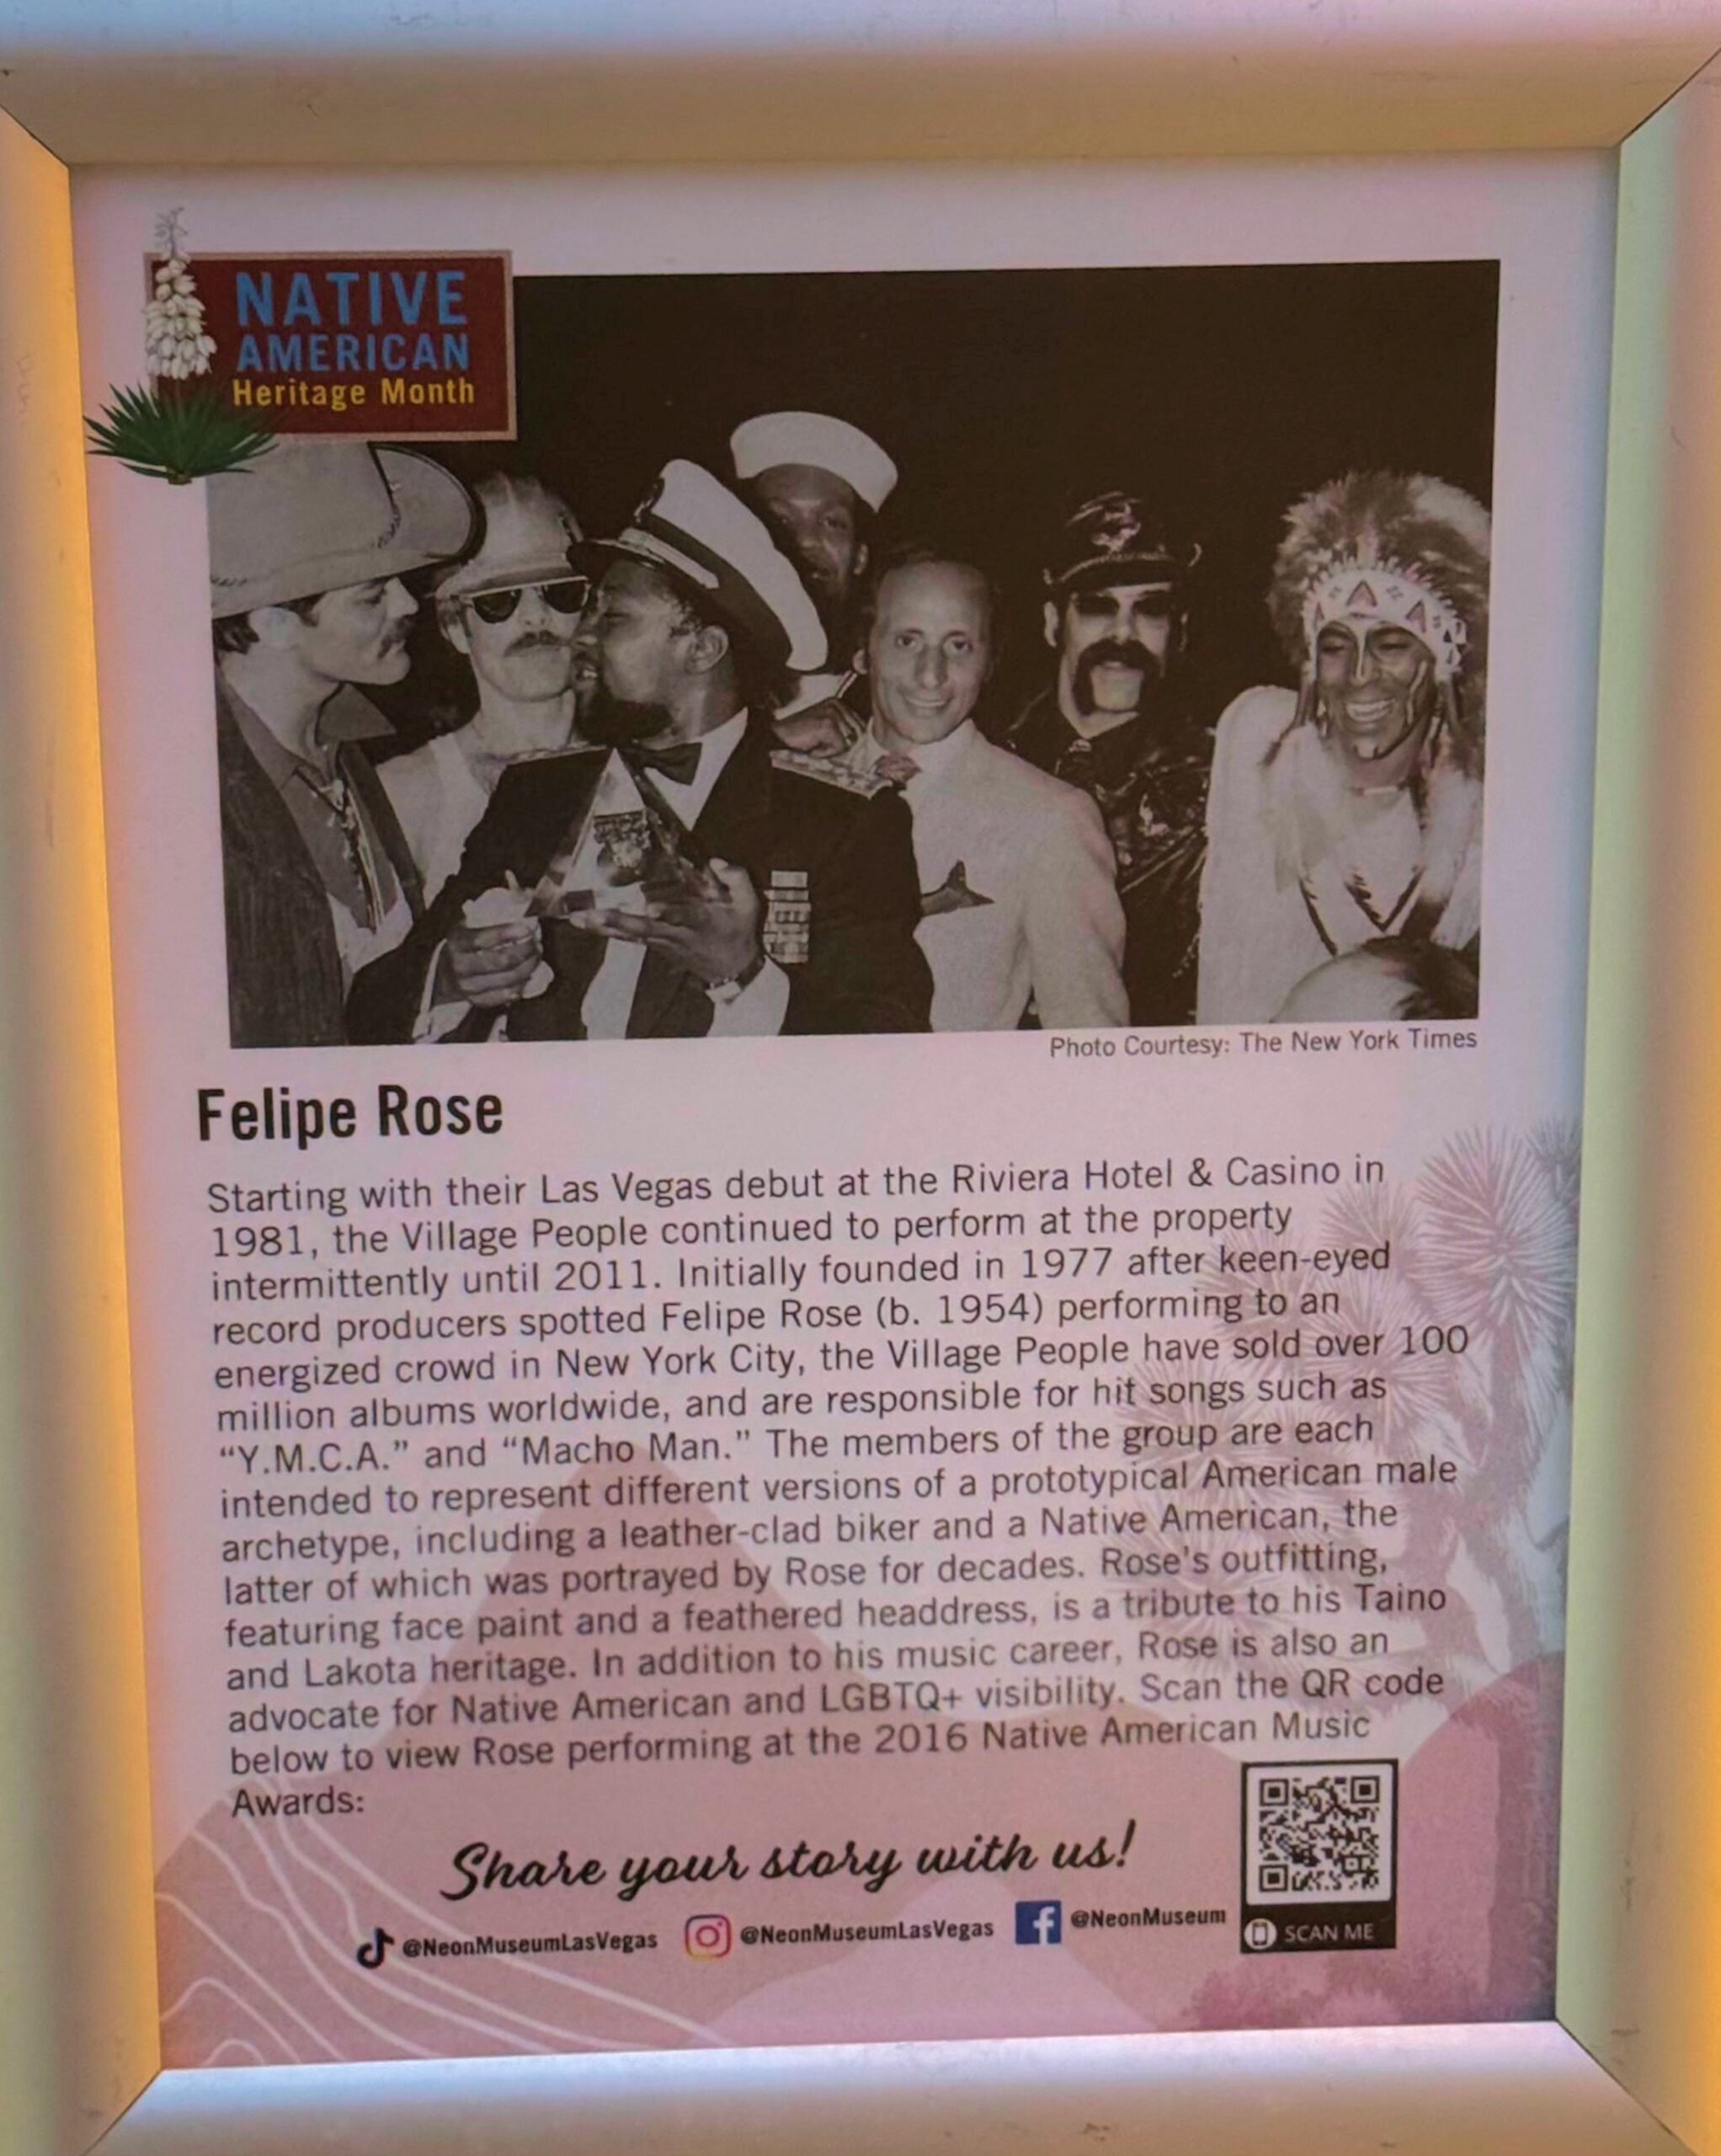 NATIVE
AMERICAN
Heritage Month
Photo Courtesy: The New York Times
Felipe Rose
Starting with their Las Vegas debut at the Riviera Hotel & Casino in
1981, the Village People continued to perform at the property
intermittently until 2011. Initially founded in 1977 after keen-eyed
record producers spotted Felipe Rose (b. 1954) performing to an
energized crowd in New York City, the Village People have sold over 100
million albums worldwide, and are responsible for hit songs such as
“Y.M.C.A.” and “Macho Man.” The members of the group are each
intended to represent different versions of a prototypical American male
archetype, including a leather-clad biker and a Native American, the
latter of which was portrayed by Rose for decades. Rose's outfitting,
featuring face paint and a feathered headdress, is a tribute to his Taino
and Lakota heritage. In addition to his music career, Rose is also an
advocate for Native American and LGBTQ+ visibility. Scan the QR code
below to view Rose performing at the 2016 Native American Music
Awards:
Share your story with us!
@NeonMuseumLasVegas @NeonMuseumLasVegas @NeonMuseum
SCAN ME